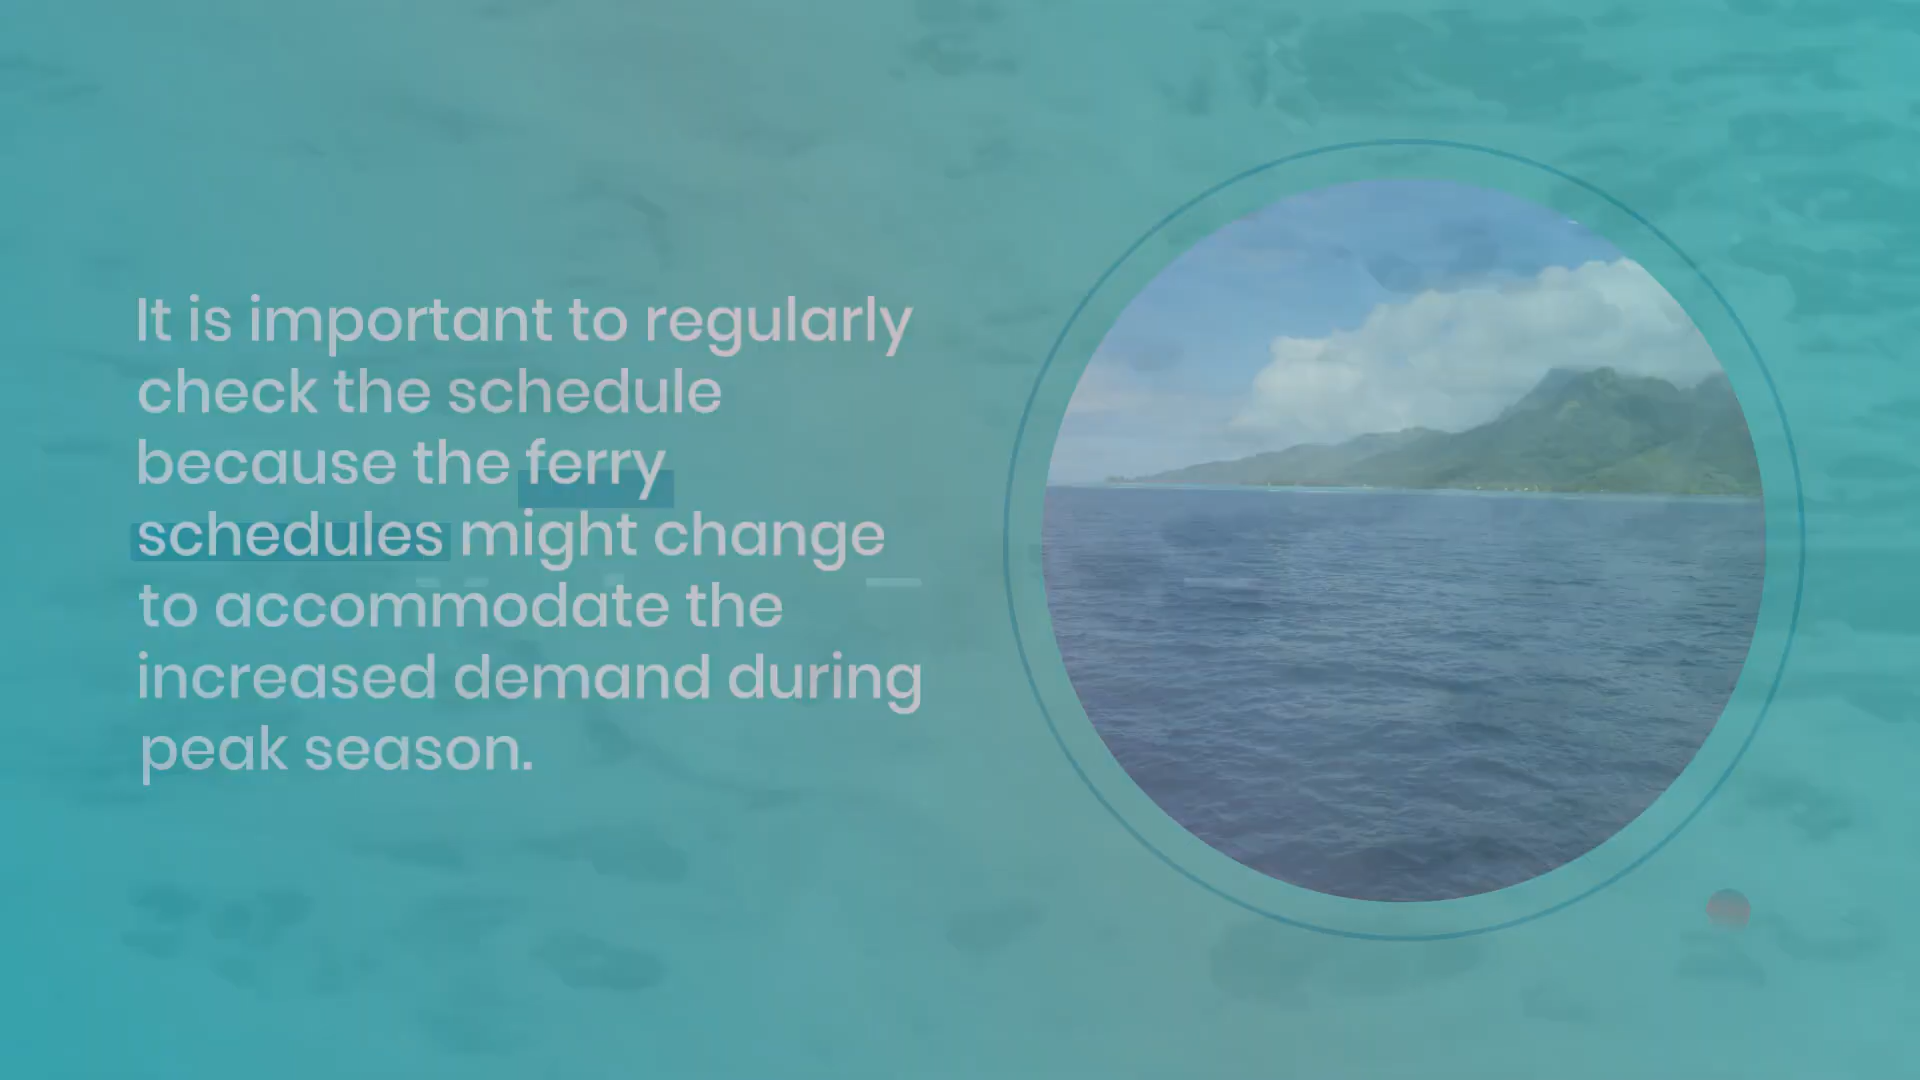 It is important to regularly
check the schedule
because the ferry
schedules might change
to accommodate the
increased demand during
peak season.